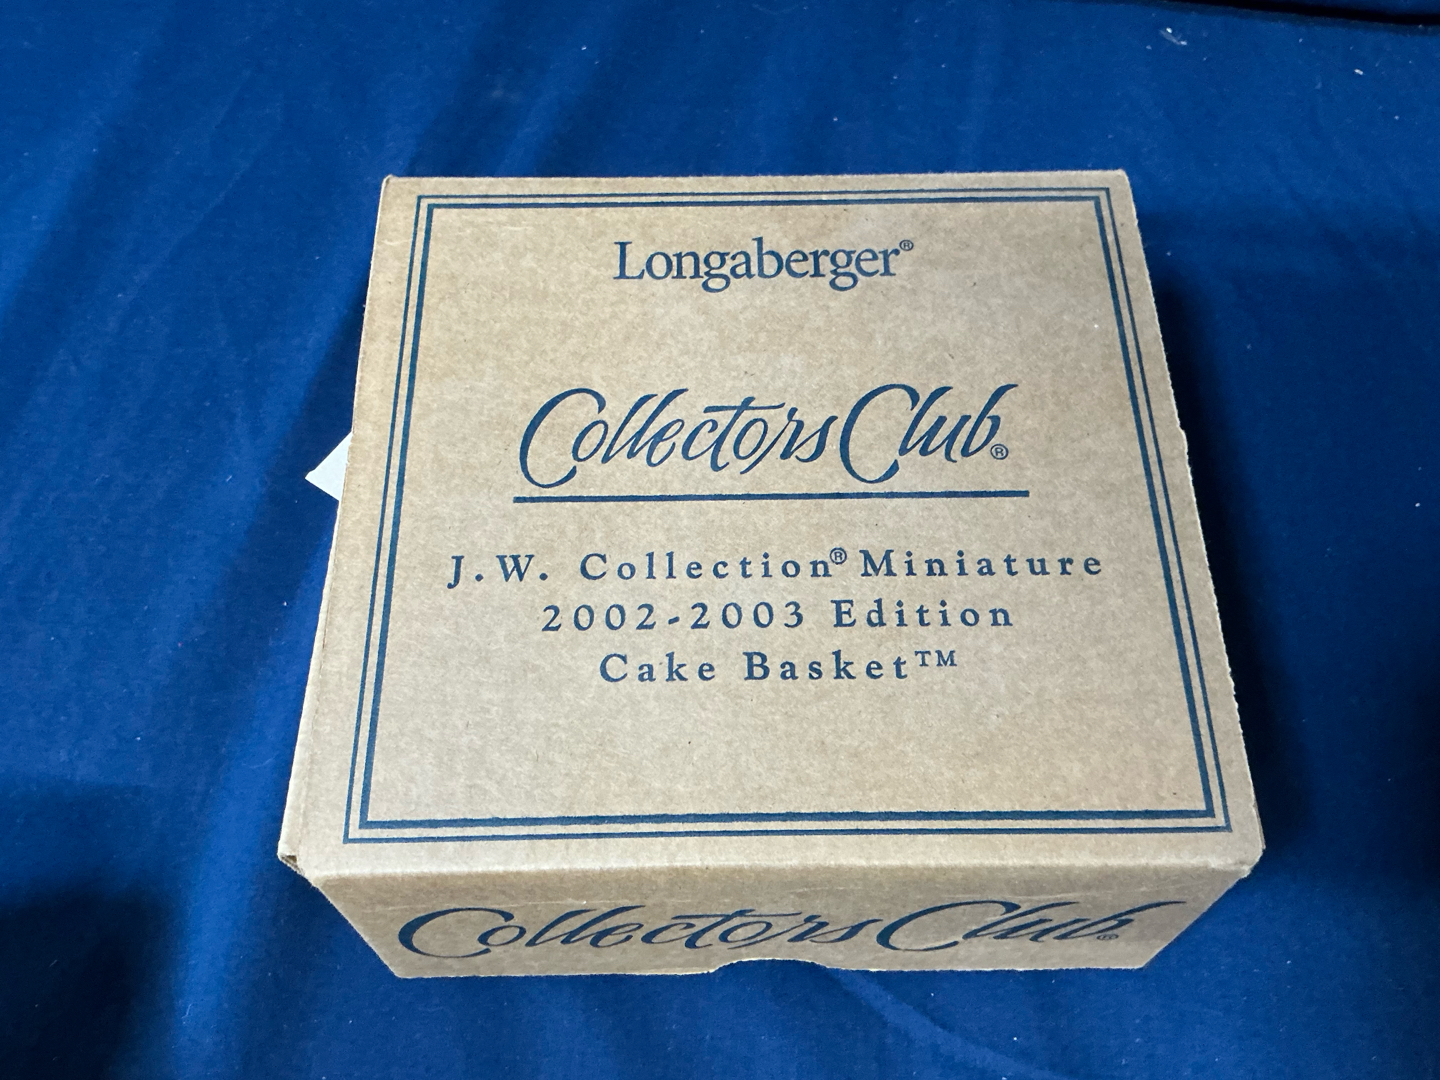 Longaberger®
Collectors Club®
J.W. Collection® Miniature
2002-2003 Edition
Cake Basket™
Collectors Club®